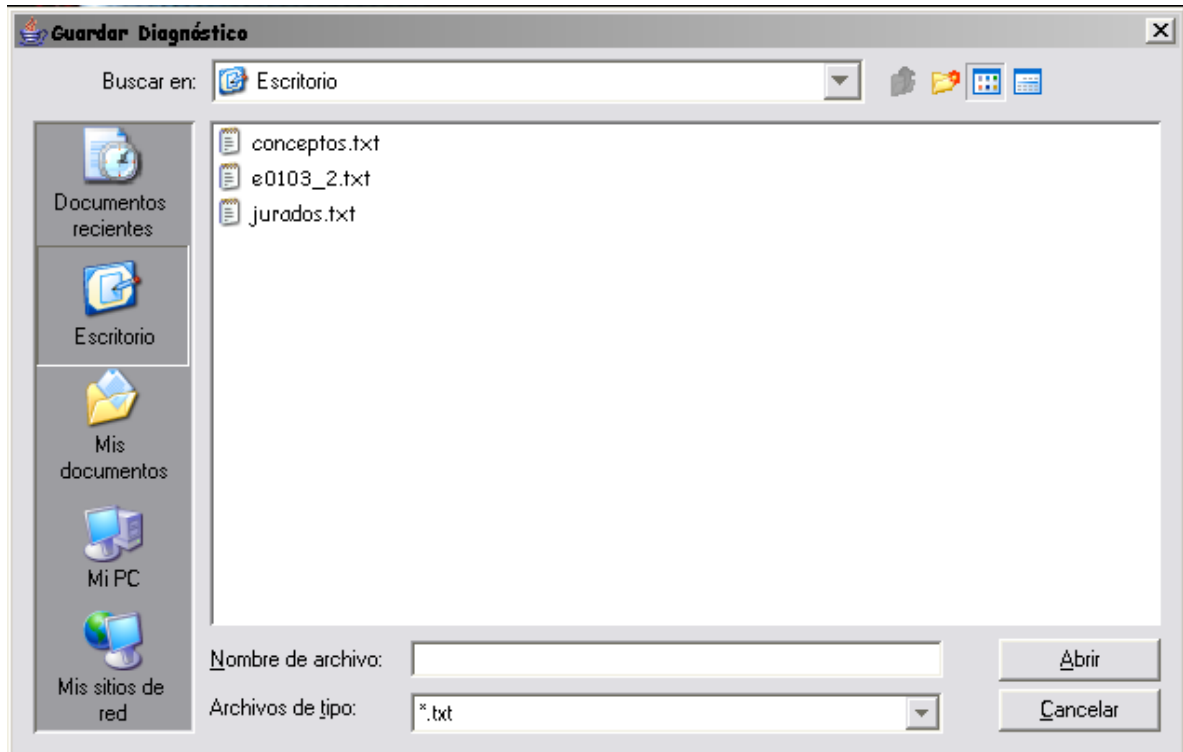 Guardar Diagnóstico
Buscar en:
Escritorio
Documentos
recientes
Escritorio
Mis
documentos
Mi PC
Mis sitios de
red
conceptos.txt
e0103_2.txt
jurados.txt
Nombre de archivo:
Abrir
Archivos de tipo:
*.txt
Cancelar